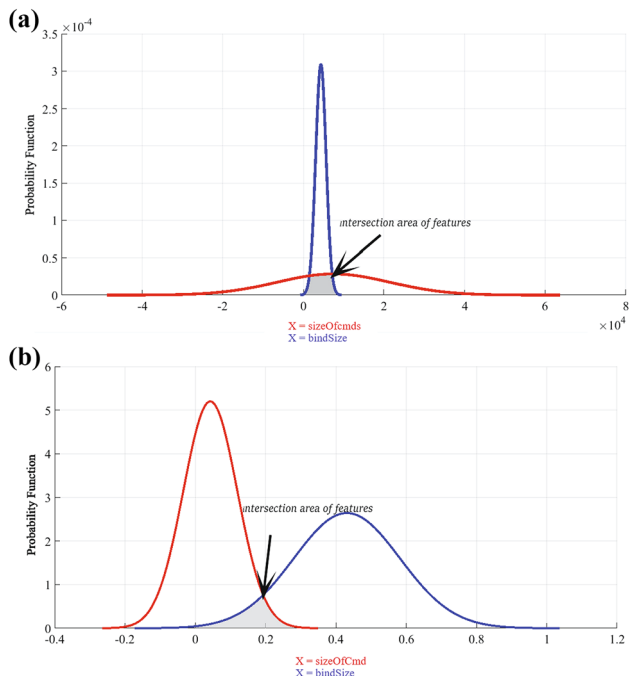 (a)
×10⁻⁴
3.5
3
2.5
2
1.5
1
0.5
0
Probability Function
intersection area of features
-6 -4 -2 0 2 4 6 8
×10⁴
X = sizeOfcmds
X = bindSize
(b)
6
5
4
3
2
1
0
Probability Function
intersection area of features
-0.4 -0.2 0 0.2 0.4 0.6 0.8 1 1.2
X = sizeOfCmd
X = bindSize